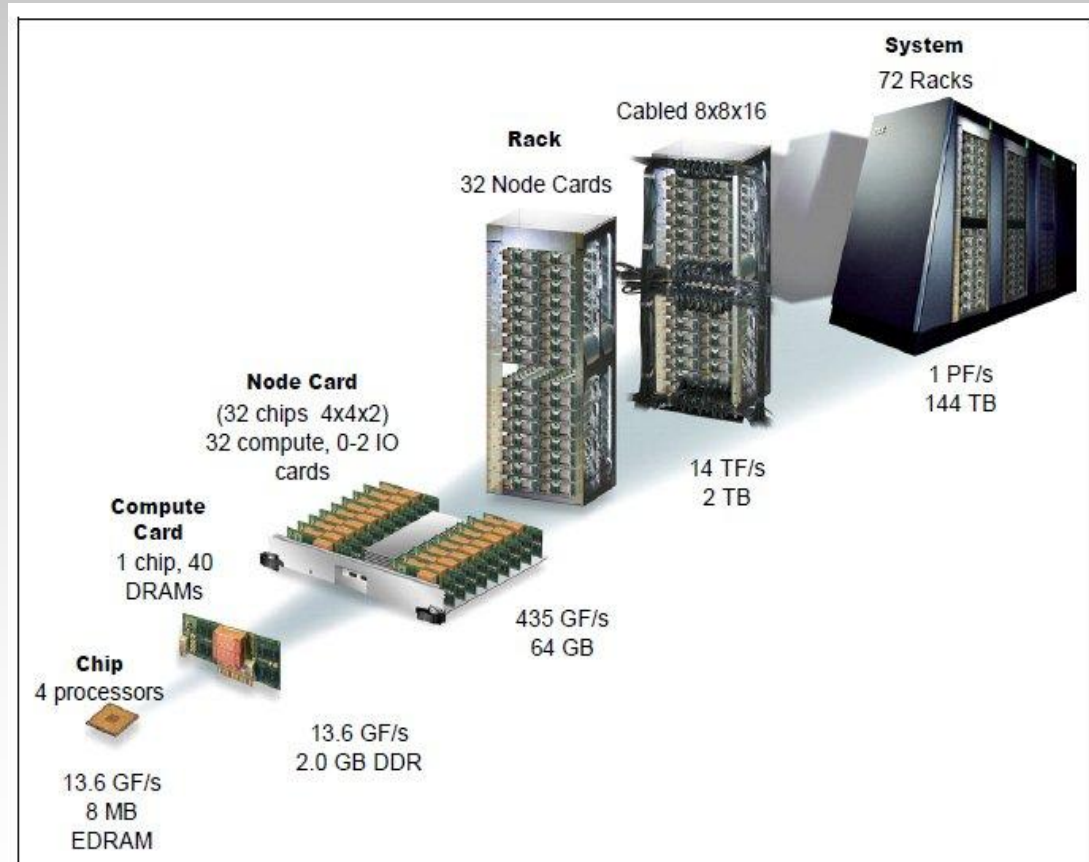 System
72 Racks
Cabled 8x8x16
Rack
32 Node Cards
1 PF/s
144 TB
Node Card
(32 chips 4x4x2)
32 compute, 0-2 IO
cards
14 TF/s
2 TB
Compute
Card
1 chip, 40
DRAMs
435 GF/s
64 GB
Chip
4 processors
13.6 GF/s
2.0 GB DDR
13.6 GF/s
8 MB
EDRAM